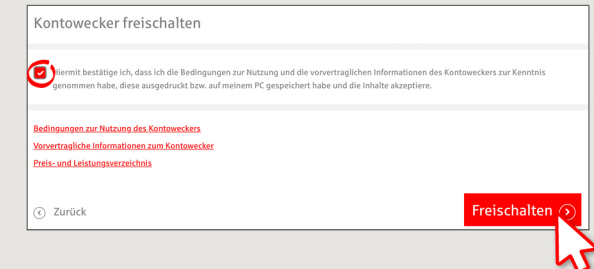 Kontowecker freischalten
Hiermit bestätige ich, dass ich die Bedingungen zur Nutzung und die vorvertraglichen Informationen des Kontoweckers zur Kenntnis
genommen habe, diese ausgedruckt bzw. auf meinem PC gespeichert habe und die Inhalte akzeptiere.
Bedingungen zur Nutzung des Kontoweckers
Vorvertragliche Informationen zum Kontowecker
Preis- und Leistungsverzeichnis
Zurück
Freischalten